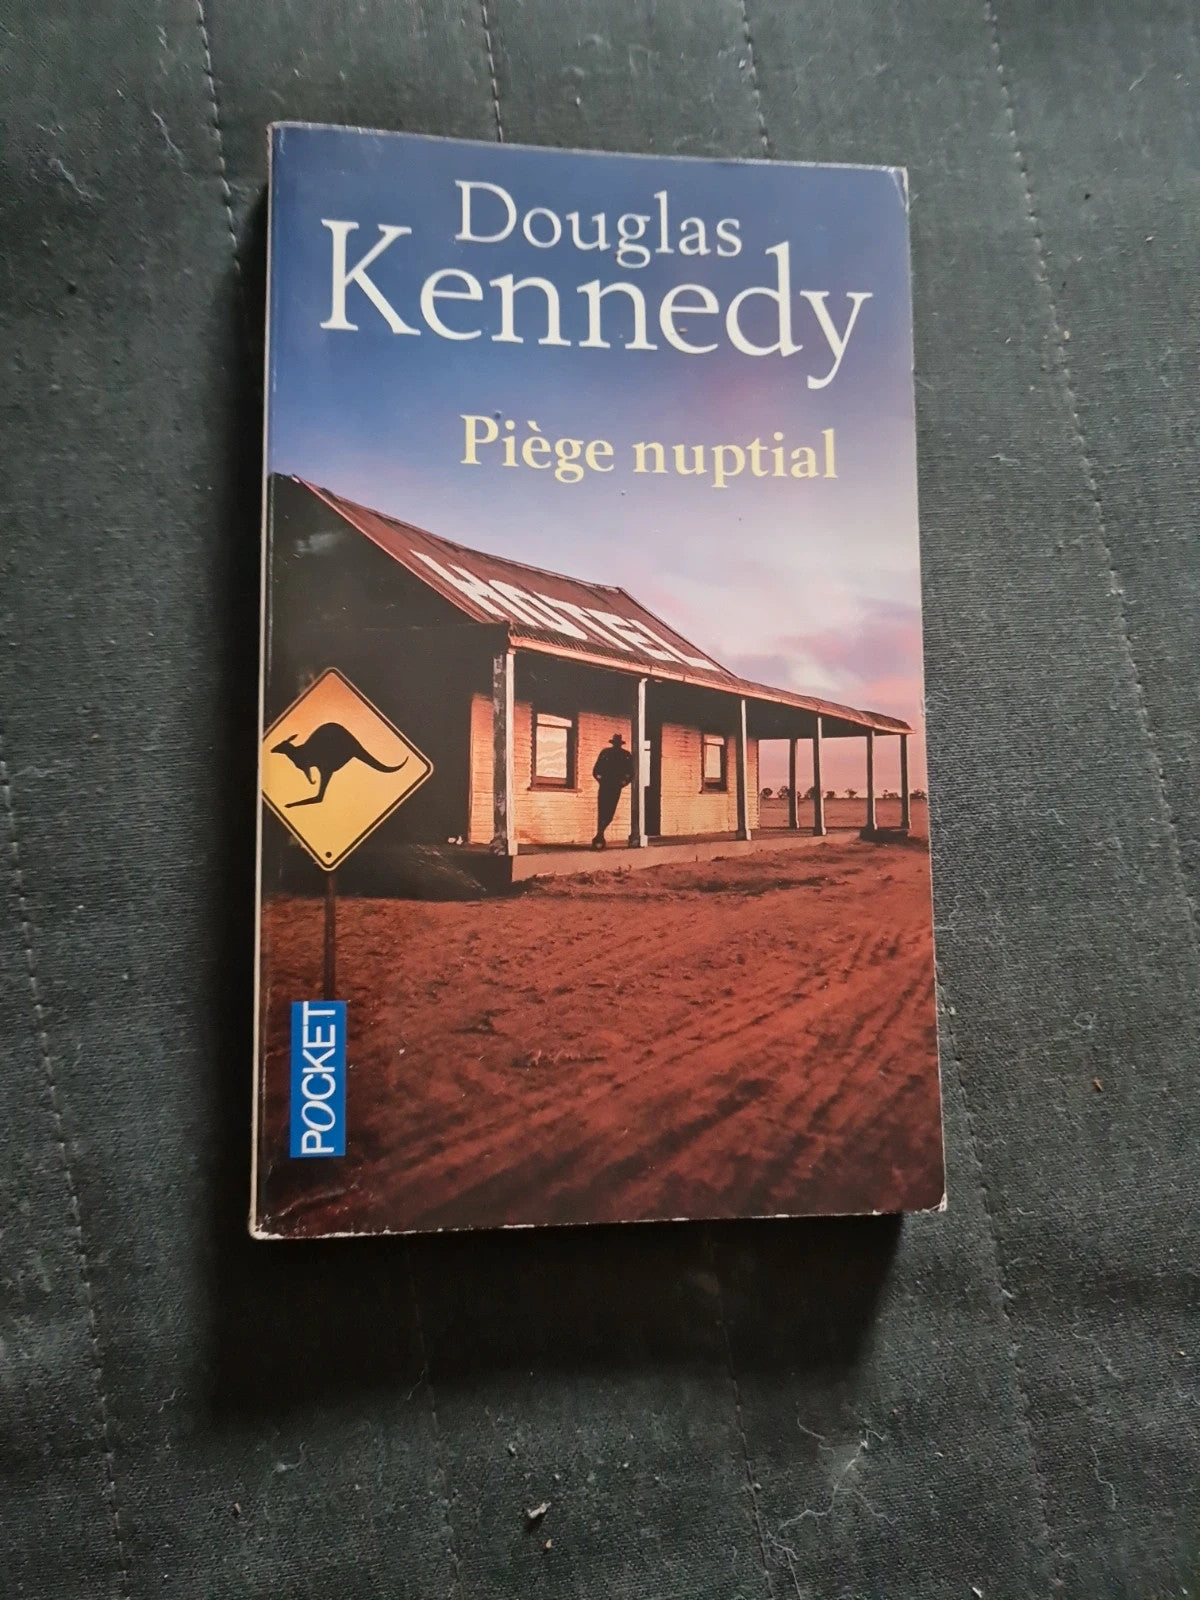 Douglas
Kennedy
Piège nuptial
HOTEL
POCKET